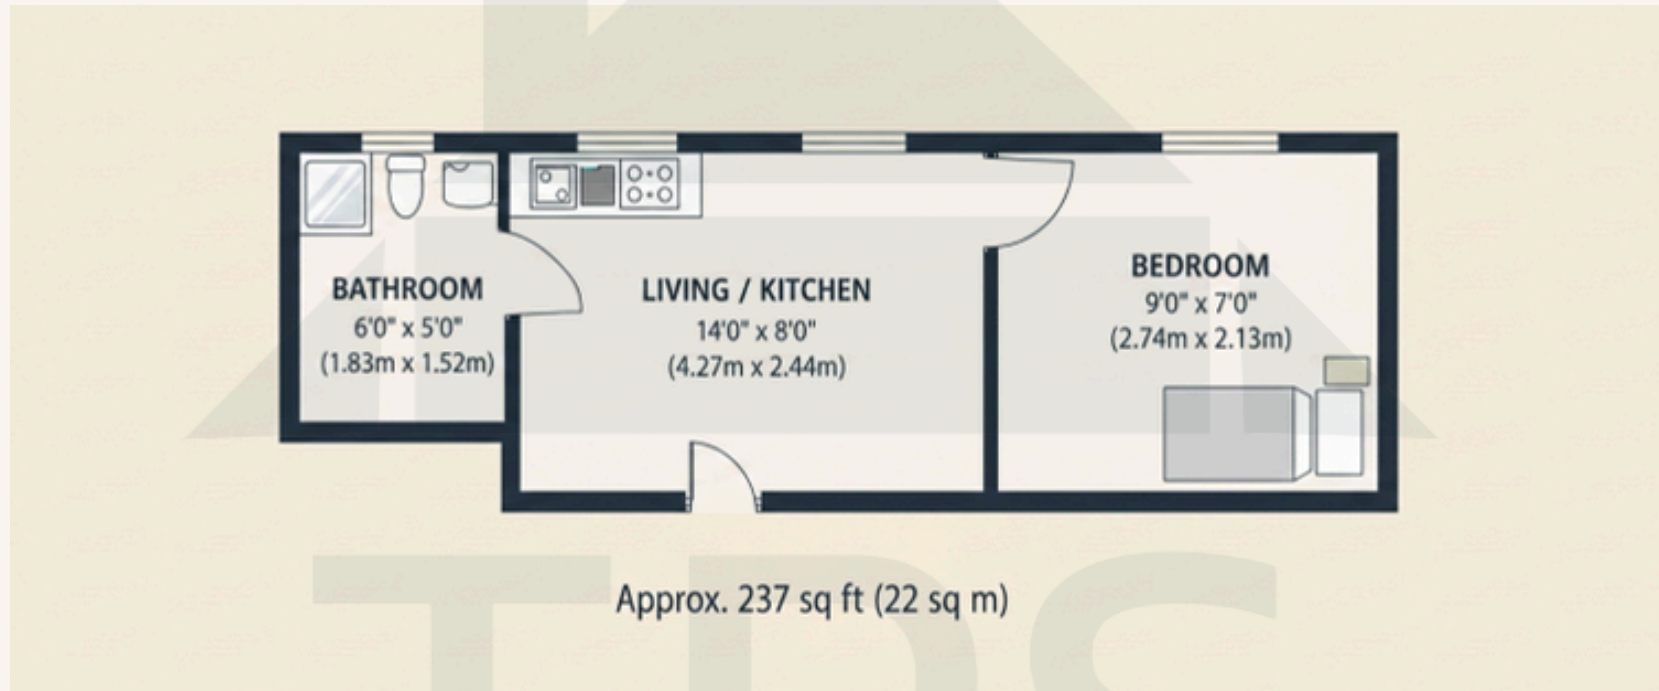 BATHROOM
6'0" x 5'0"
(1.83m x 1.52m)
LIVING / KITCHEN
14'0" x 8'0"
(4.27m x 2.44m)
BEDROOM
9'0" x 7'0"
(2.74m x 2.13m)
Approx. 237 sq ft (22 sq m)
TDS